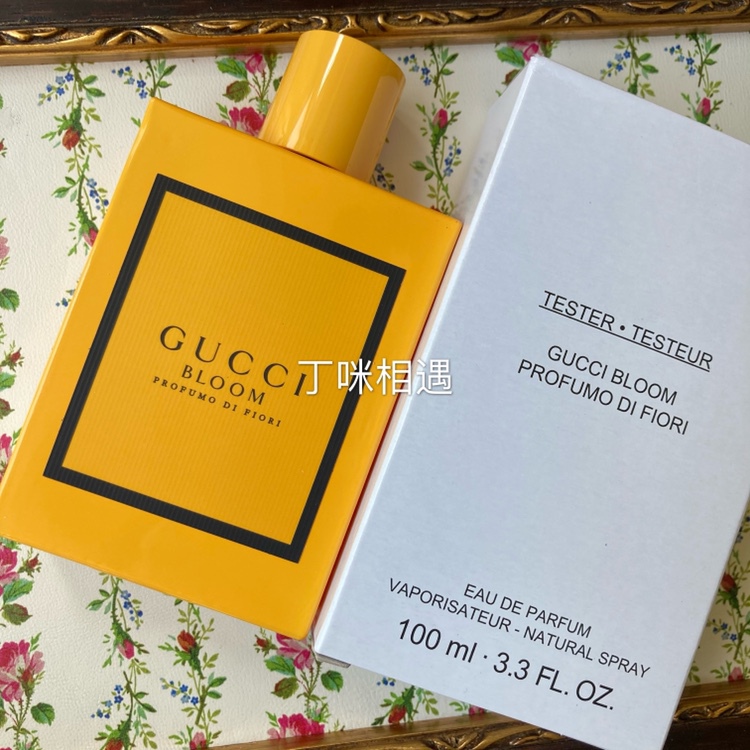 GUCCI
BLOOM
PROFUMO DI FIORI
丁咪相遇
TESTER • TESTEUR
GUCCI BLOOM
PROFUMO DI FIORI
EAU DE PARFUM
VAPORISATEUR - NATURAL SPRAY
100 ml · 3.3 FL. OZ.